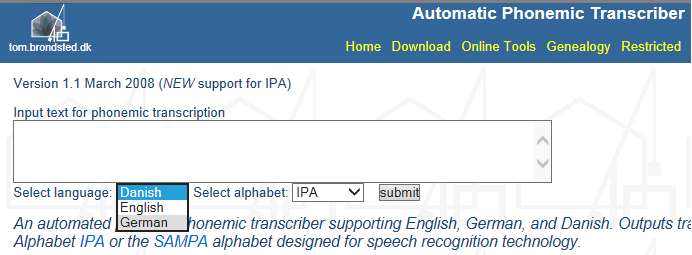 Automatic Phonemic Transcriber
tom.brondsted.dk
Home Download Online Tools Genealogy Restricted
Version 1.1 March 2008 (NEW support for IPA)
Input text for phonemic transcription
Select language: Danish Select alphabet: IPA submit
English
German
An automated honemic transcriber supporting English, German, and Danish. Outputs tra
Alphabet IPA or the SAMPA alphabet designed for speech recognition technology.